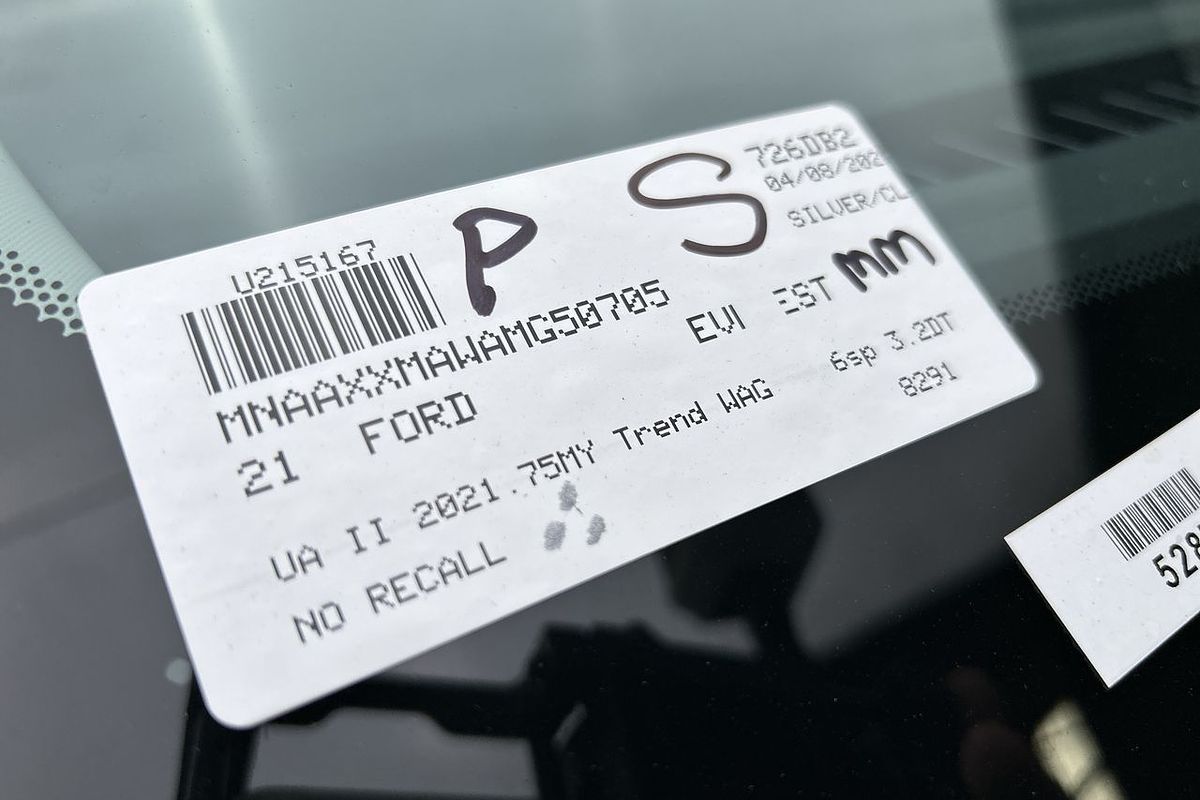 726DB2
04/08/202
SILVER/CL
P S
U215167
MNAAXXMAWAMG50705
EVI EST MM
21 FORD
6sp 3.2DT
8291
UA II 2021.75MY Trend WAG
NO RECALL
528